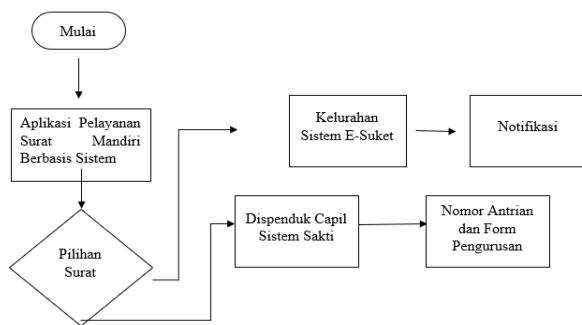 Mulai
Aplikasi Pelayanan
Surat Mandiri
Berbasis Sistem
Pilihan
Surat
Kelurahan
Sistem E-Suket
Notifikasi
Dispenduk Capil
Sistem Sakti
Nomor Antrian
dan Form
Pengurusan